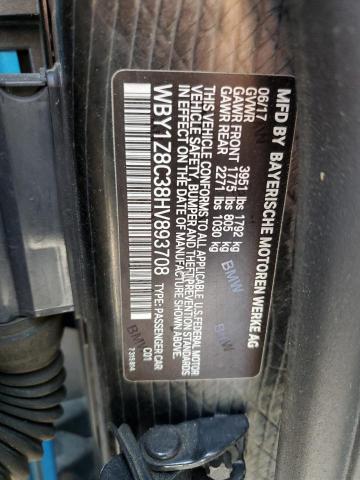 MFD BY BAYERISCHE MOTOREN WERKE AG
06/17
GVWR 3951 lbs 1792 kg
GAWR FRONT 1775 lbs 805 kg
GAWR REAR 2271 lbs 1030 kg
THIS VEHICLE CONFORMS TO ALL APPLICABLE U.S.FEDERAL MOTOR
VEHICLE SAFETY, BUMPER AND THEFT PREVENTION STANDARDS
IN EFFECT ON THE DATE OF MANUFACTURE SHOWN ABOVE.
WBY1Z8C38HV893708 TYPE: PASSENGER CAR
C01
BMW
BMW